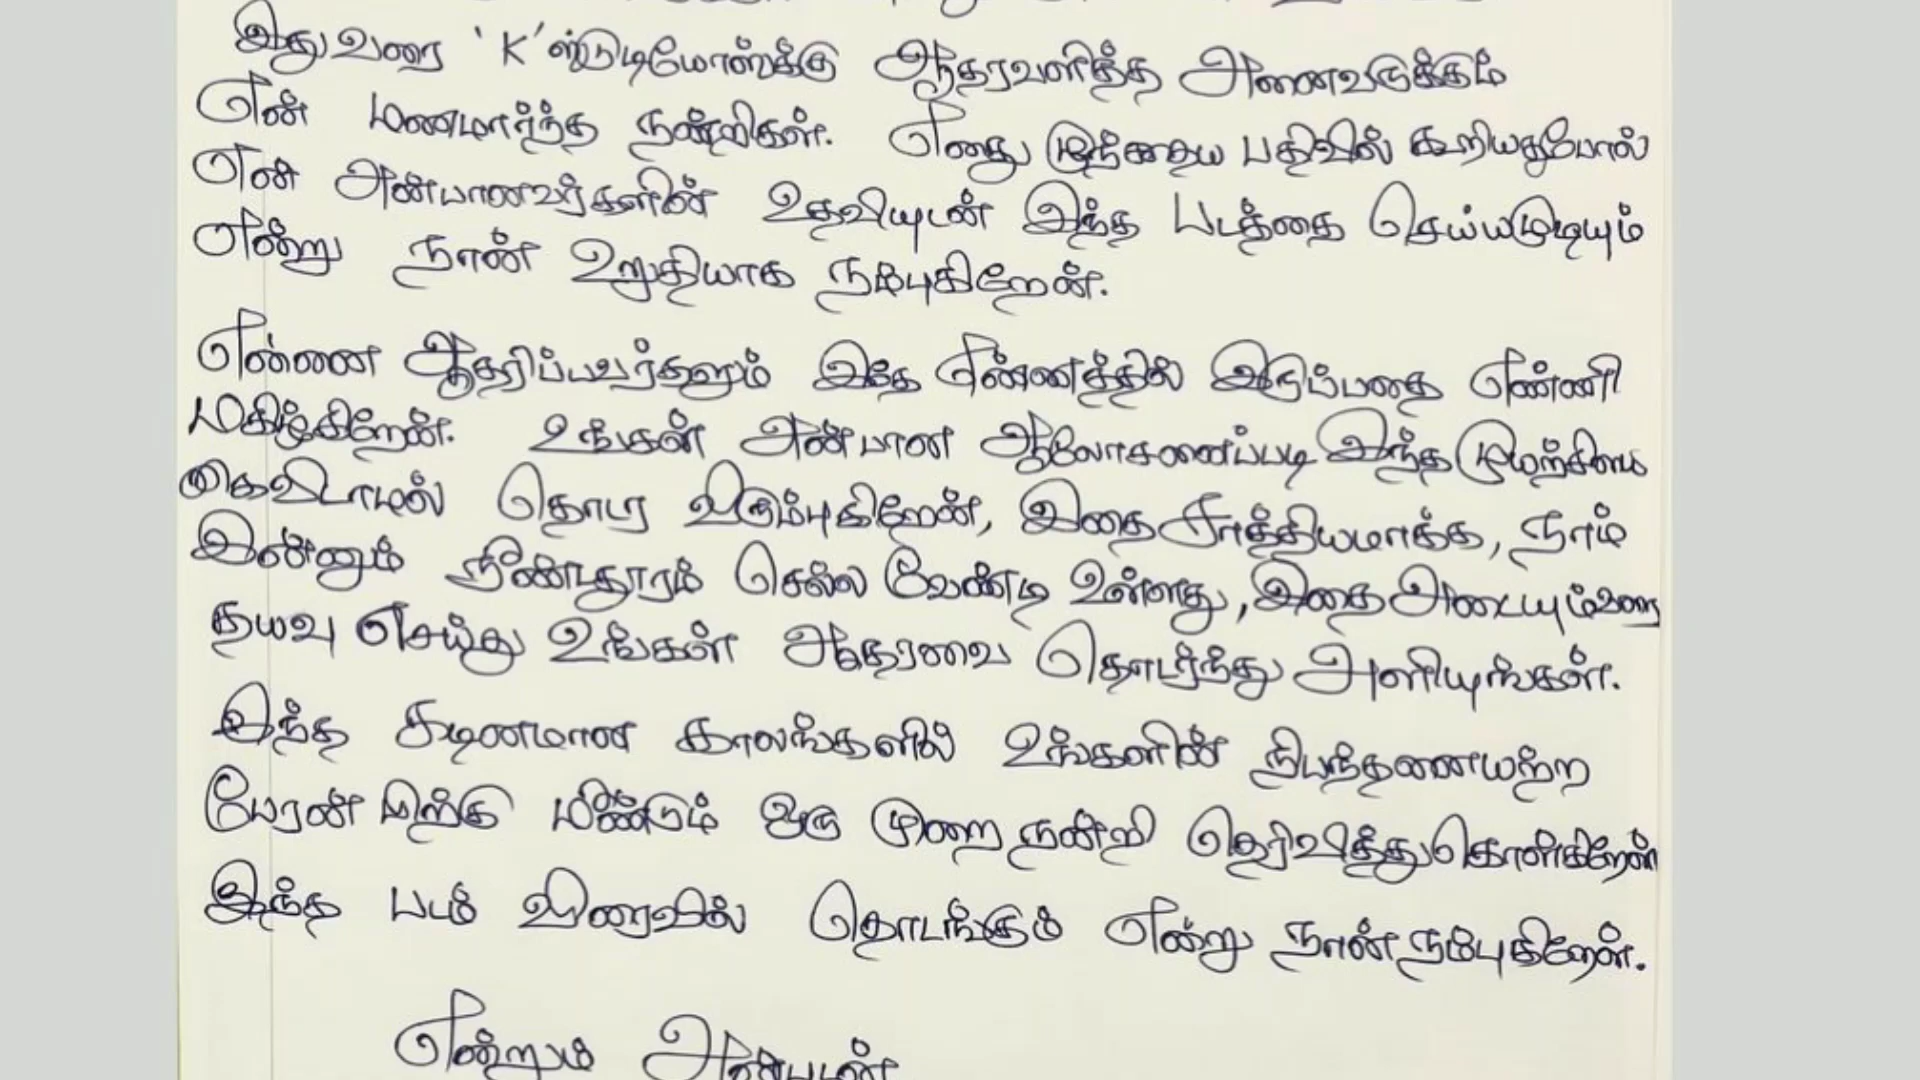 இதுவரை 'K' ஸ்டுடியோஸ்க்கு ஆதரவளித்த அனைவருக்கும்
என் மனமார்ந்த நன்றிகள். எனது முந்தைய பதிவில் கூறியதுபோல்
என் அன்பானவர்களின் உதவியுடன் இந்த படத்தை செய்யமுடியும்
என்று நான் உறுதியாக நம்புகிறேன்.
என்னை ஆதரிப்பவர்களும் இதே எண்ணத்தில் இருப்பதை எண்ணி
மகிழ்கிறேன். உங்கள் அன்பான ஆலோசனைப்படி இந்த முயற்சியை
கைவிடாமல் தொடர விரும்புகிறேன், இதை சாத்தியமாக்க, நாம்
இன்னும் நீண்டதூரம் செல்ல வேண்டி உள்ளது, இதை அடையும்வரை
தயவு செய்து உங்கள் ஆதரவை தொடர்ந்து அளியுங்கள்.
இந்த கடினமான காலங்களில் உங்களின் நிபந்தனையற்ற
பேரன்பிற்கு மீண்டும் ஒரு முறை நன்றி தெரிவித்துகொள்கிறேன்
இந்த படம் விரைவில் தொடங்கும் என்று நான் நம்புகிறேன்.
என்றும் அன்புடன்